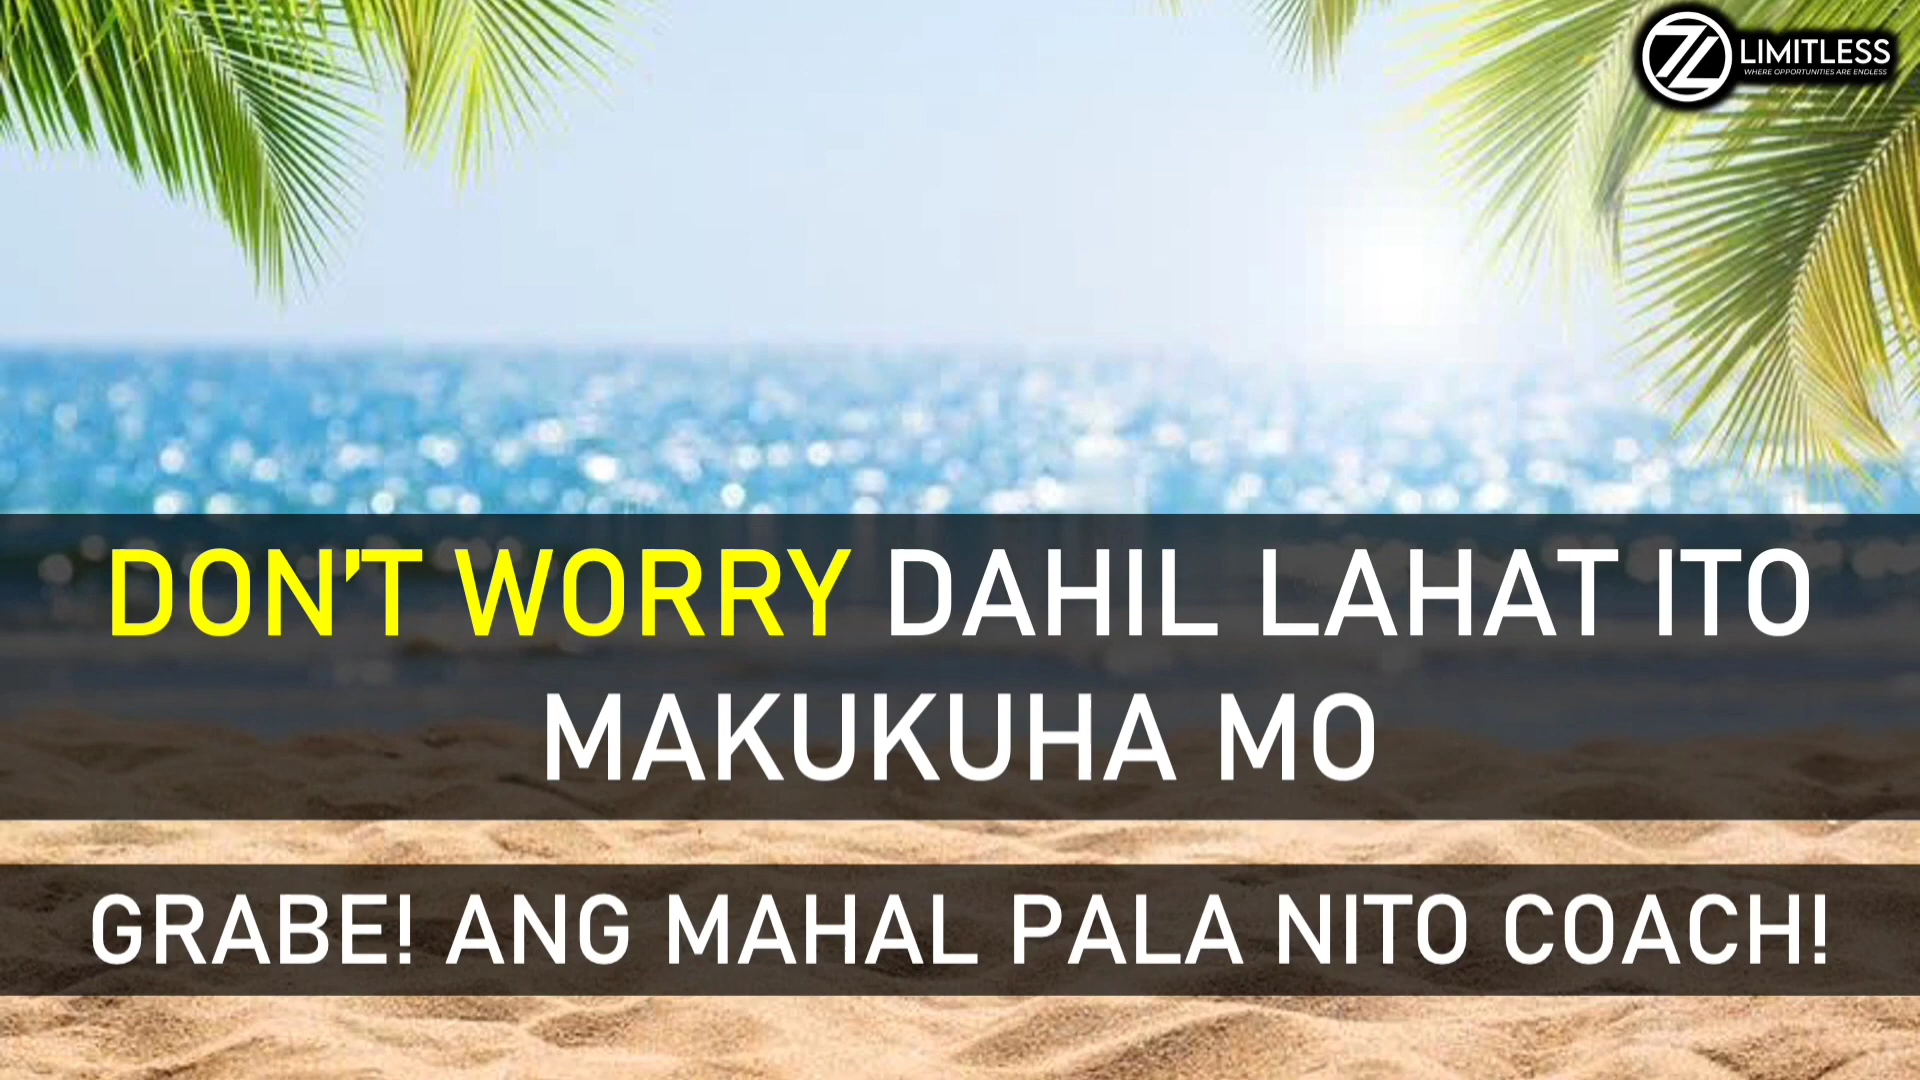 LIMITLESS
WHERE OPPORTUNITIES ARE ENDLESS
DON'T WORRY DAHIL LAHAT ITO
MAKUKUHA MO
GRABE! ANG MAHAL PALA NITO COACH!